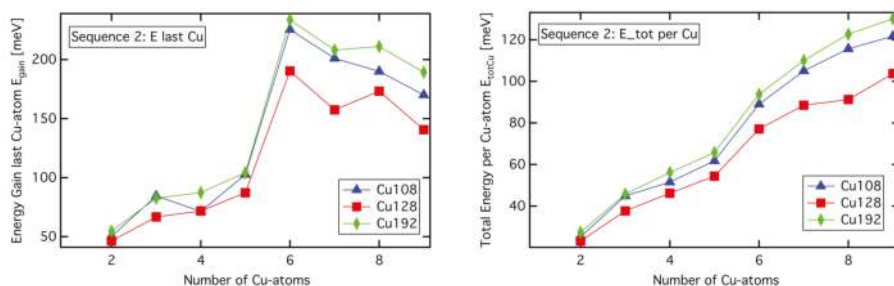 Sequence 2: E last Cu
Energy Gain last Cu-atom E_gain [meV]
200
150
100
50
2
4
6
8
Number of Cu-atoms
Cu108
Cu128
Cu192
Sequence 2: E_tot per Cu
Total Energy per Cu-atom E_totCu [meV]
120
100
80
60
40
2
4
6
8
Number of Cu-atoms
Cu108
Cu128
Cu192